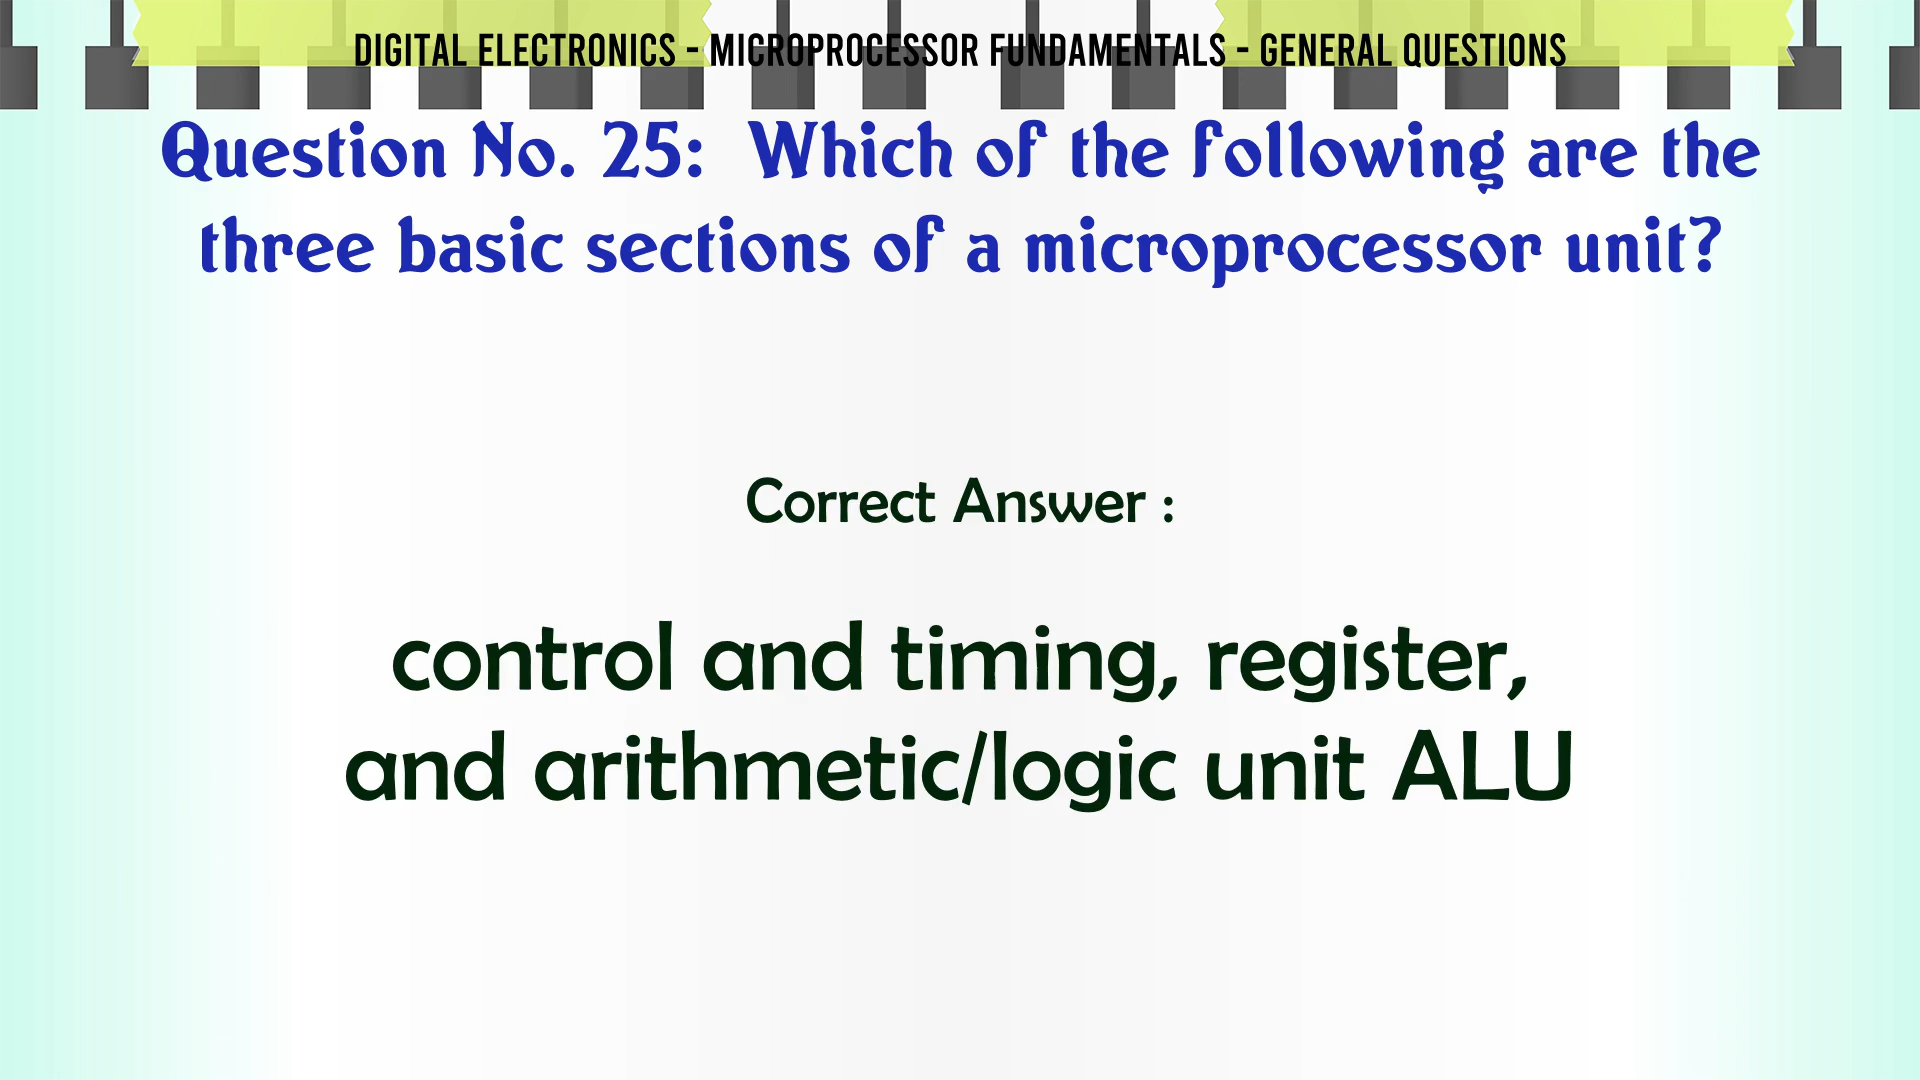 DIGITAL ELECTRONICS - MICROPROCESSOR FUNDAMENTALS - GENERAL QUESTIONS
Question No. 25: Which of the following are the
three basic sections of a microprocessor unit?
Correct Answer :
control and timing, register,
and arithmetic/logic unit ALU